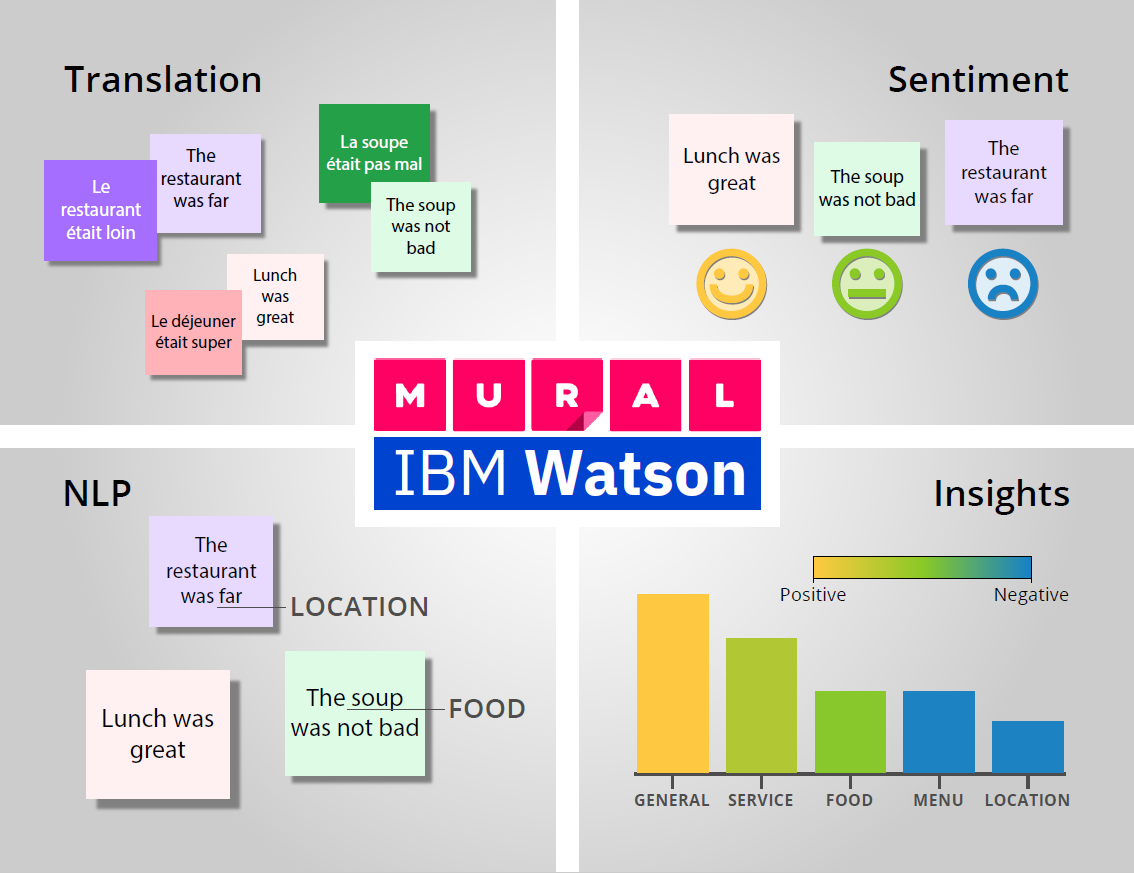 Translation
The
restaurant
was far
Le
restaurant
était loin
La soupe
était pas mal
The soup
was not
bad
Lunch
was
great
Le déjeuner
était super
Sentiment
Lunch was
great
The soup
was not bad
The
restaurant
was far
MURAL
IBM Watson
NLP
The
restaurant
was far
LOCATION
Lunch was
great
The soup
was not bad
FOOD
Insights
Positive Negative
GENERAL SERVICE FOOD MENU LOCATION